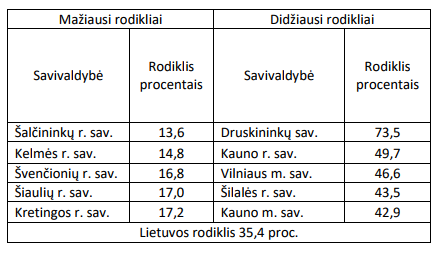 Mažiausi rodikliai Didžiausi rodikliai
Savivaldybė Rodiklis procentais Savivaldybė Rodiklis procentais
Šalčininkų r. sav. 13,6 Druskininkų sav. 73,5
Kelmės r. sav. 14,8 Kauno r. sav. 49,7
Švenčionių r. sav. 16,8 Vilniaus m. sav. 46,6
Šiaulių r. sav. 17,0 Šilalės r. sav. 43,5
Kretingos r. sav. 17,2 Kauno m. sav. 42,9
Lietuvos rodiklis 35,4 proc.